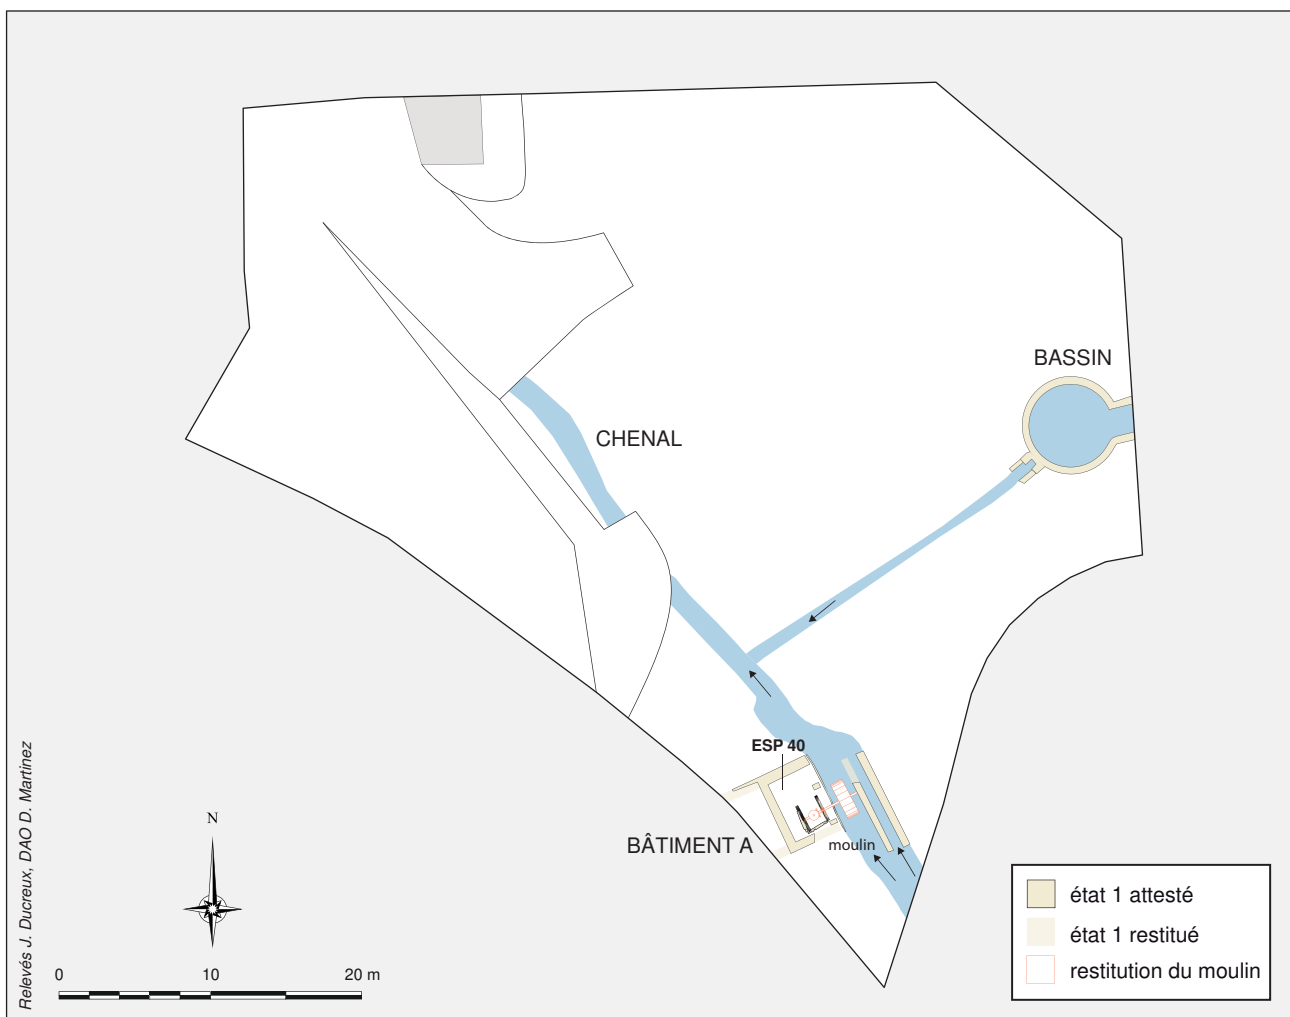 BASSIN
CHENAL
ESP 40
BÂTIMENT A
moulin
N
0 10 20 m
Relevés J. Ducreux, DAO D. Martinez
état 1 attesté
état 1 restitué
restitution du moulin